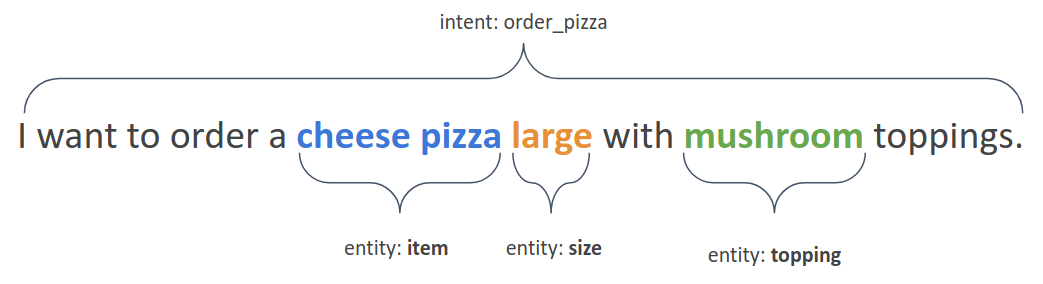 intent: order_pizza
I want to order a cheese pizza large with mushroom toppings.
entity: item entity: size entity: topping